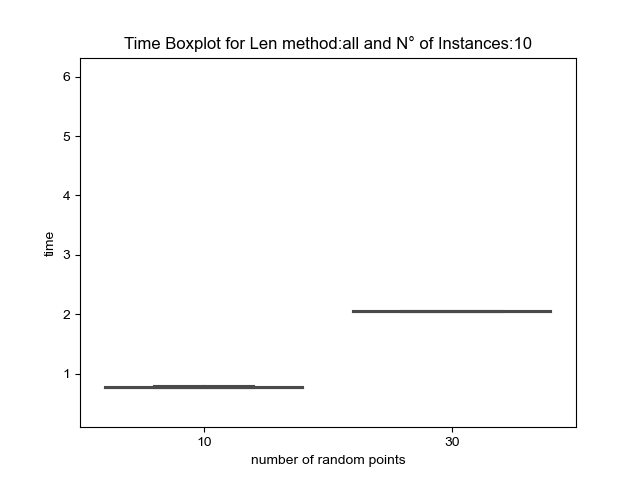 Time Boxplot for Len method:all and N° of Instances:10
6
5
4
3
2
1
time
10
30
number of random points